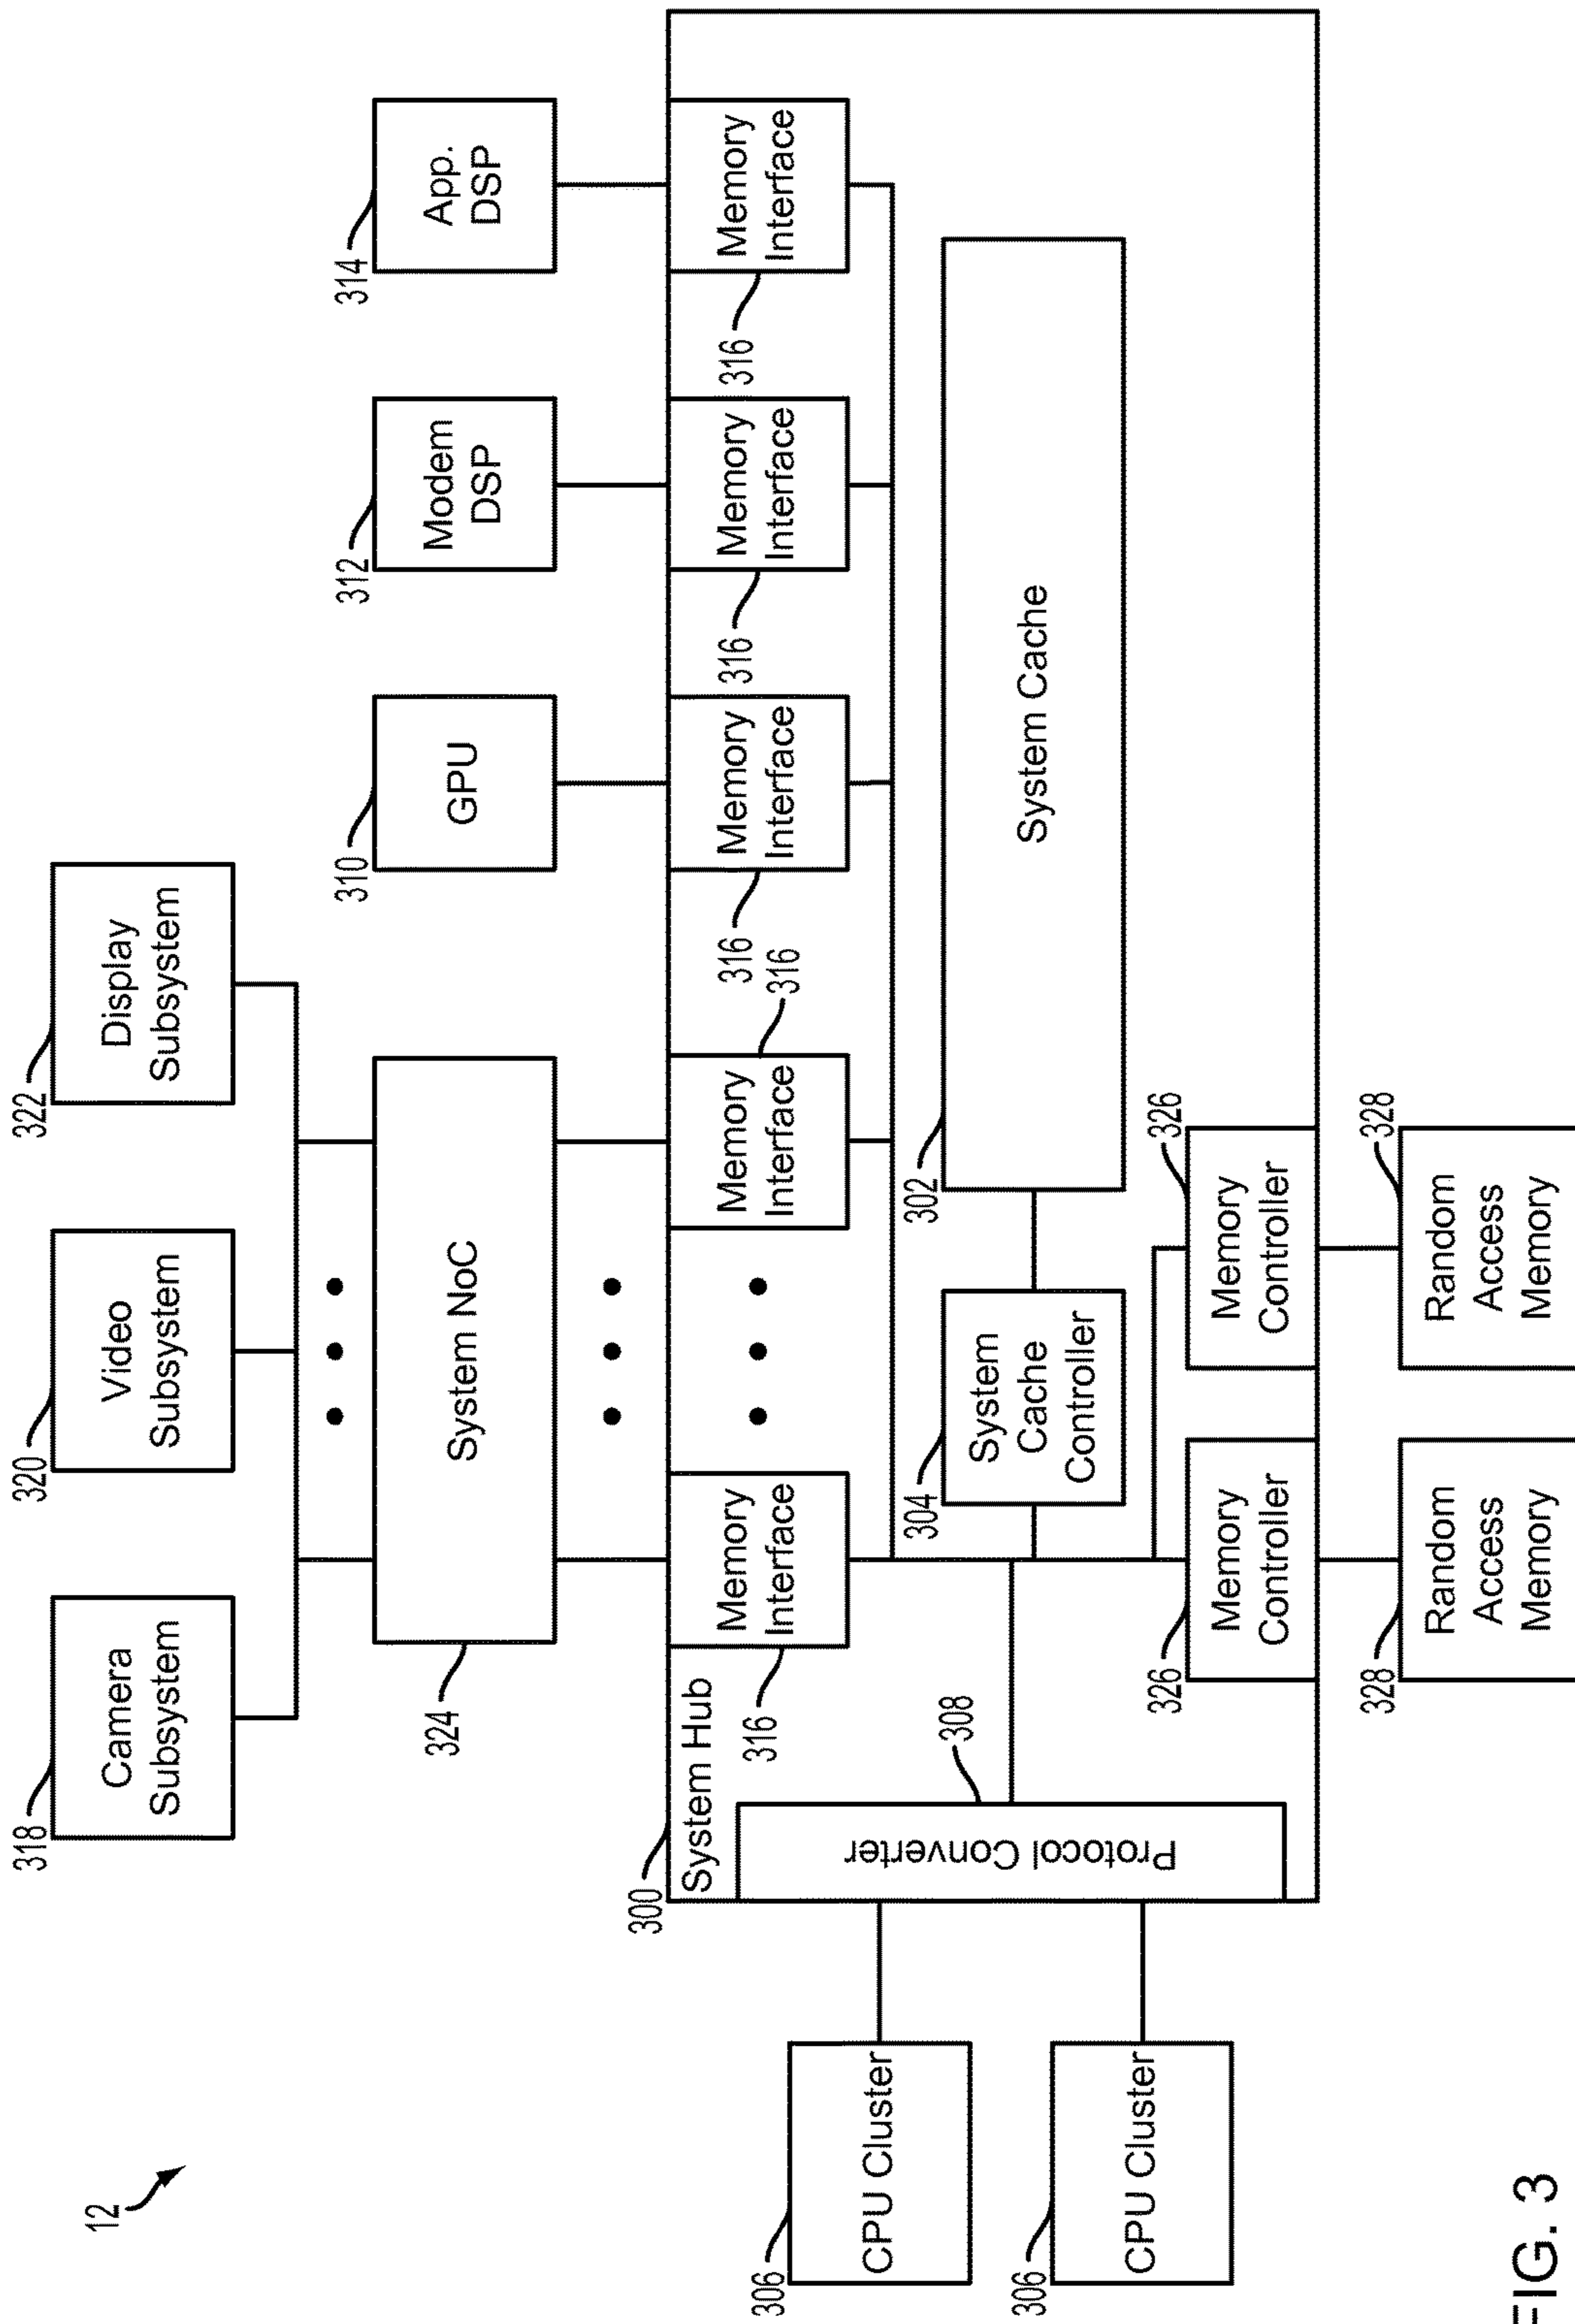 12
318
Camera
Subsystem
320
Video
Subsystem
322
Display
Subsystem
324
System NoC
310
GPU
312
Modem
DSP
314
App.
DSP
300
System Hub
Memory
Interface
316
Memory
Interface
316
Memory
Interface
316
Memory
Interface
316
Memory
Interface
316
306
CPU Cluster
306
CPU Cluster
308
Protocol Converter
304
System
Cache
Controller
302
System Cache
326
Memory
Controller
326
Memory
Controller
328
Random
Access
Memory
328
Random
Access
Memory
FIG. 3